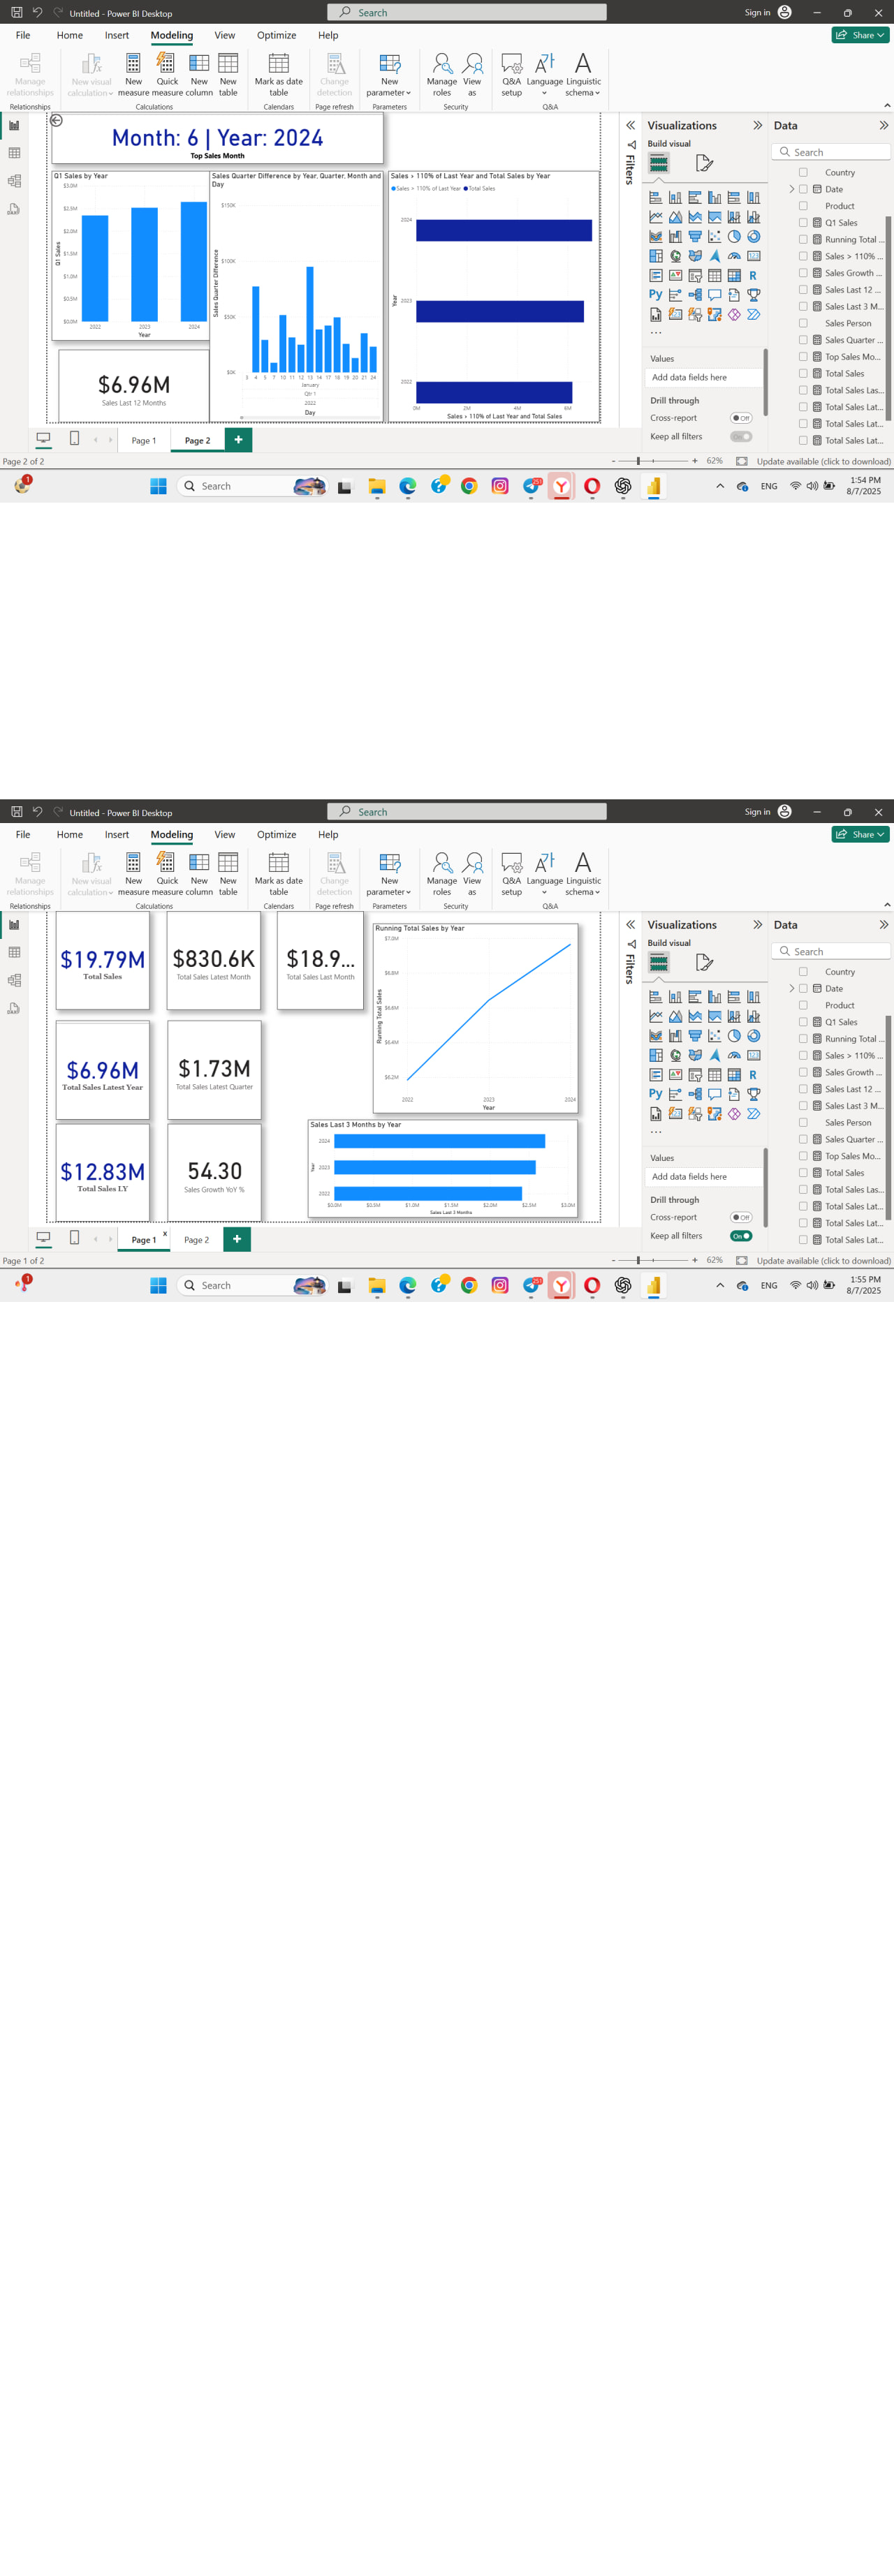 Untitled - Power BI Desktop
Search
Sign in
File Home Insert Modeling View Optimize Help
Share
Manage relationships
New visual calculation
New measure
Quick measure
New column
New table
Mark as date table
Change detection
New parameter
Manage roles
View as
Q&A setup
Language
Linguistic schema
Relationships Calculations Calendars Page refresh Parameters Security Q&A
Month: 6 | Year: 2024
Top Sales Month
Q1 Sales by Year
$3.0M
$2.5M
$2.0M
$1.5M
$1.0M
$0.5M
$0.0M
Q1 Sales
2022 2023 2024
Year
$6.96M
Sales Last 12 Months
Sales Quarter Difference by Year, Quarter, Month and
Day
$150K
$100K
$50K
$0K
Sales Quarter Difference
3 4 5 7 10 11 12 13 14 17 18 19 20 21 24
January
Qtr 1
2022
Day
Sales > 110% of Last Year and Total Sales by Year
Sales > 110% of Last Year Total Sales
2024
2023
2022
Year
0M 2M 4M 6M
Sales > 110% of Last Year and Total Sales
Filters
Visualizations
Build visual
Values
Add data fields here
Drill through
Cross-report
Off
Keep all filters
On
Data
Search
Country
Date
Product
Q1 Sales
Running Total ...
Sales > 110% ...
Sales Growth ...
Sales Last 12 ...
Sales Last 3 M...
Sales Person
Sales Quarter ...
Top Sales Mo...
Total Sales
Total Sales Las...
Total Sales Lat...
Total Sales Lat...
Total Sales Lat...
Page 1 Page 2
Page 2 of 2
62%
Update available (click to download)
Search
ENG
1:54 PM
8/7/2025
Untitled - Power BI Desktop
Search
Sign in
File Home Insert Modeling View Optimize Help
Share
Manage relationships
New visual calculation
New measure
Quick measure
New column
New table
Mark as date table
Change detection
New parameter
Manage roles
View as
Q&A setup
Language
Linguistic schema
Relationships Calculations Calendars Page refresh Parameters Security Q&A
$19.79M
Total Sales
$830.6K
Total Sales Latest Month
$18.9...
Total Sales Last Month
$6.96M
Total Sales Latest Year
$1.73M
Total Sales Latest Quarter
$12.83M
Total Sales LY
54.30
Sales Growth YoY %
Running Total Sales by Year
$7.0M
$6.8M
$6.6M
$6.4M
$6.2M
Running Total Sales
2022 2023 2024
Year
Sales Last 3 Months by Year
2024
2023
2022
Year
$0.0M $0.5M $1.0M $1.5M $2.0M $2.5M $3.0M
Sales Last 3 Months
Filters
Visualizations
Build visual
Values
Add data fields here
Drill through
Cross-report
Off
Keep all filters
On
Data
Search
Country
Date
Product
Q1 Sales
Running Total ...
Sales > 110% ...
Sales Growth ...
Sales Last 12 ...
Sales Last 3 M...
Sales Person
Sales Quarter ...
Top Sales Mo...
Total Sales
Total Sales Las...
Total Sales Lat...
Total Sales Lat...
Total Sales Lat...
Page 1 x Page 2
Page 1 of 2
62%
Update available (click to download)
Search
ENG
1:55 PM
8/7/2025